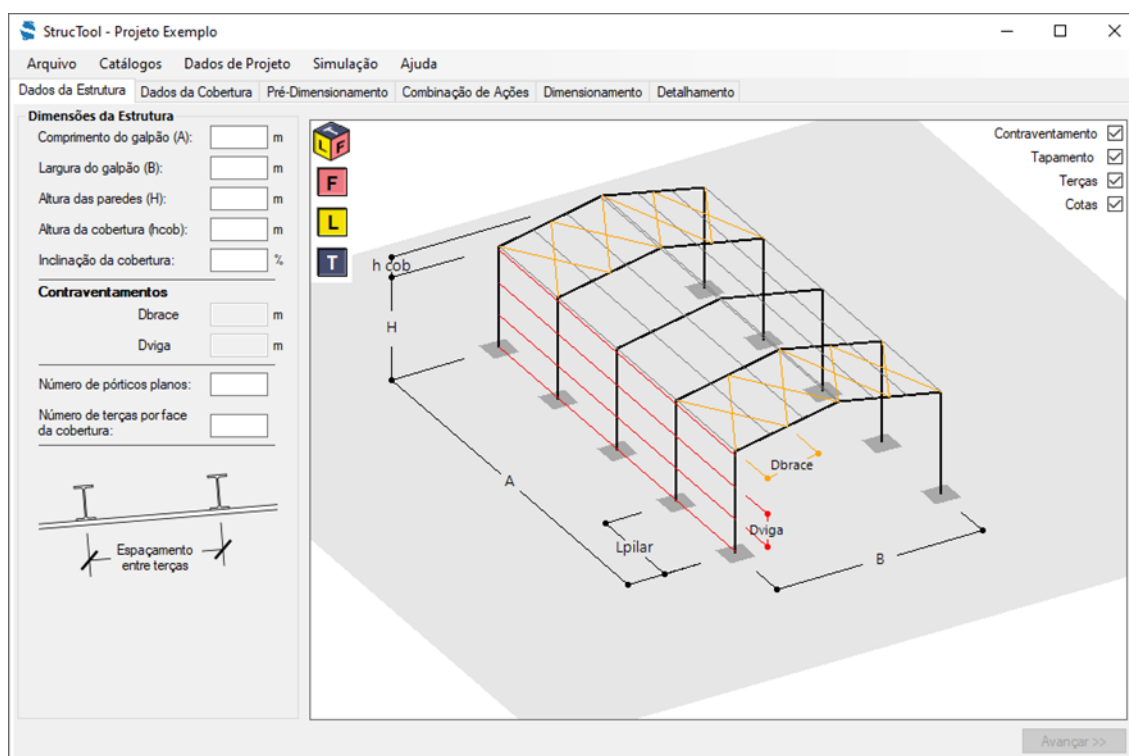 StrucTool - Projeto Exemplo
Arquivo Catálogos Dados de Projeto Simulação Ajuda
Dados da Estrutura Dados da Cobertura Pré-Dimensionamento Combinação de Ações Dimensionamento Detalhamento
Dimensões da Estrutura
Comprimento do galpão (A): m
Largura do galpão (B): m
Altura das paredes (H): m
Altura da cobertura (hcob): m
Inclinação da cobertura: %
Contraventamentos
Dbrace m
Dviga m
Número de pórticos planos:
Número de terças por face
da cobertura:
Espaçamento
entre terças
T
L F
F
L
T
Contraventamento
Tapamento
Terças
Cotas
h cob
H
A
Dbrace
Dviga
Lpilar
B
Avançar >>